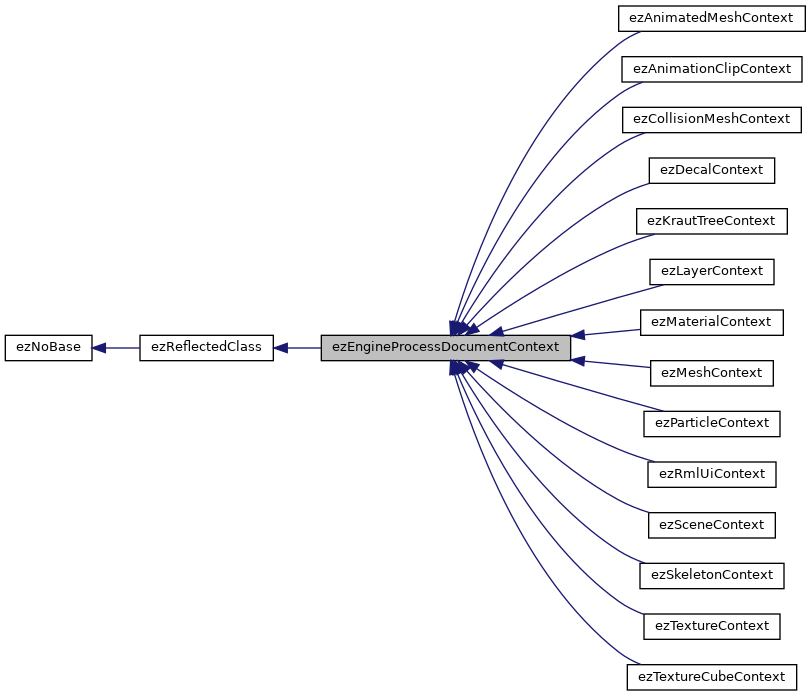 ezAnimatedMeshContext
ezAnimationClipContext
ezCollisionMeshContext
ezDecalContext
ezKrautTreeContext
ezLayerContext
ezMaterialContext
ezNoBase
ezReflectedClass
ezEngineProcessDocumentContext
ezMeshContext
ezParticleContext
ezRmlUiContext
ezSceneContext
ezSkeletonContext
ezTextureContext
ezTextureCubeContext